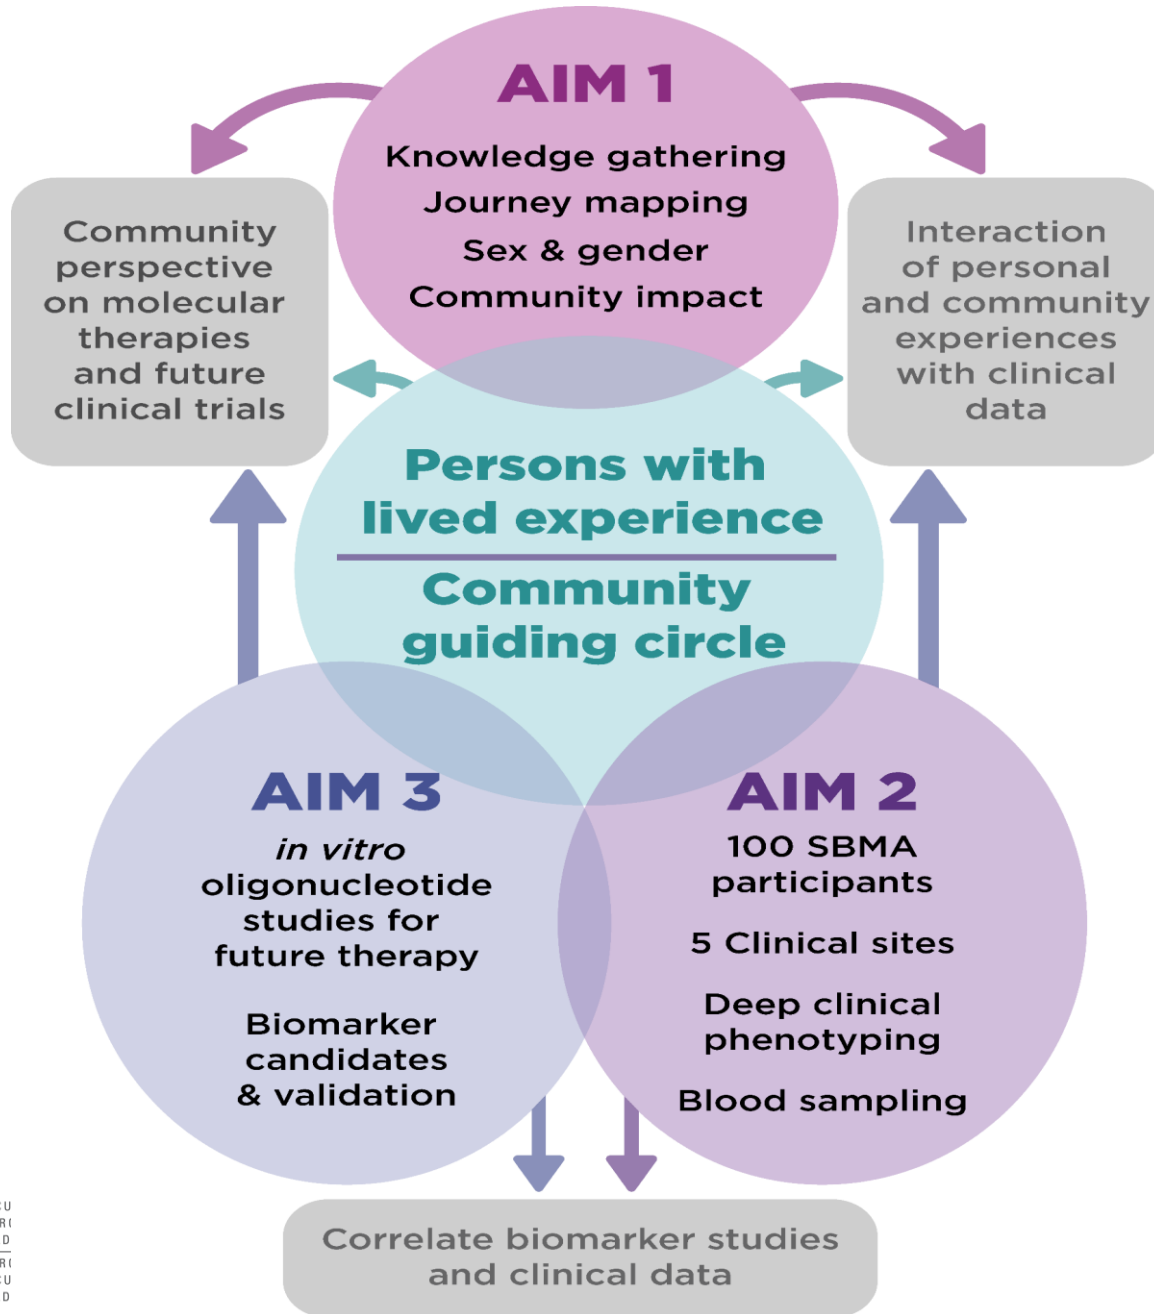 AIM 1
Knowledge gathering
Journey mapping
Sex & gender
Community impact
Community
perspective
on molecular
therapies
and future
clinical trials
Interaction
of personal
and community
experiences
with clinical
data
Persons with
lived experience
Community
guiding circle
AIM 3
in vitro
oligonucleotide
studies for
future therapy
Biomarker
candidates
& validation
AIM 2
100 SBMA
participants
5 Clinical sites
Deep clinical
phenotyping
Blood sampling
Correlate biomarker studies
and clinical data